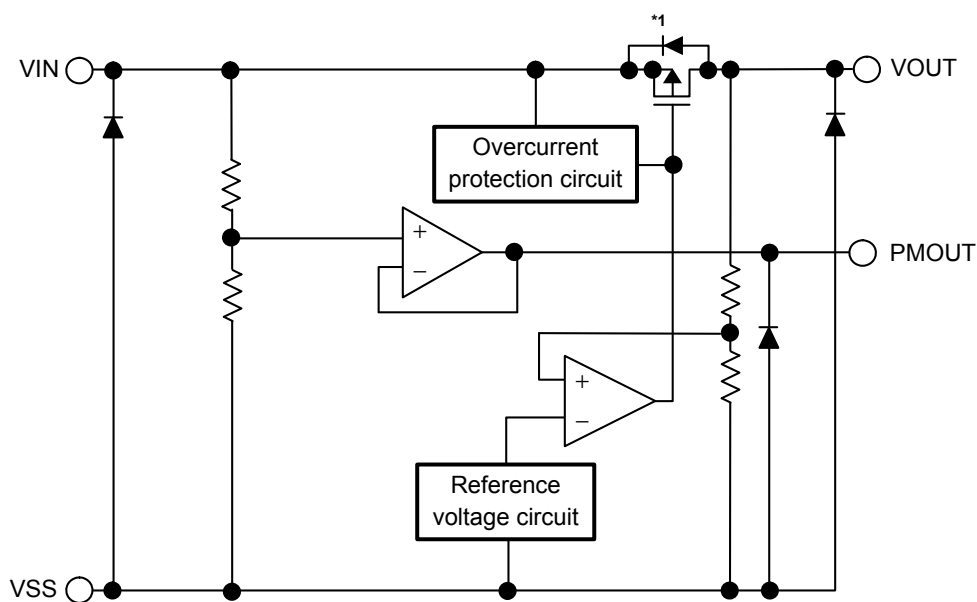 *1
VIN
VOUT
Overcurrent
protection circuit
+
−
PMOUT
+
−
Reference
voltage circuit
VSS